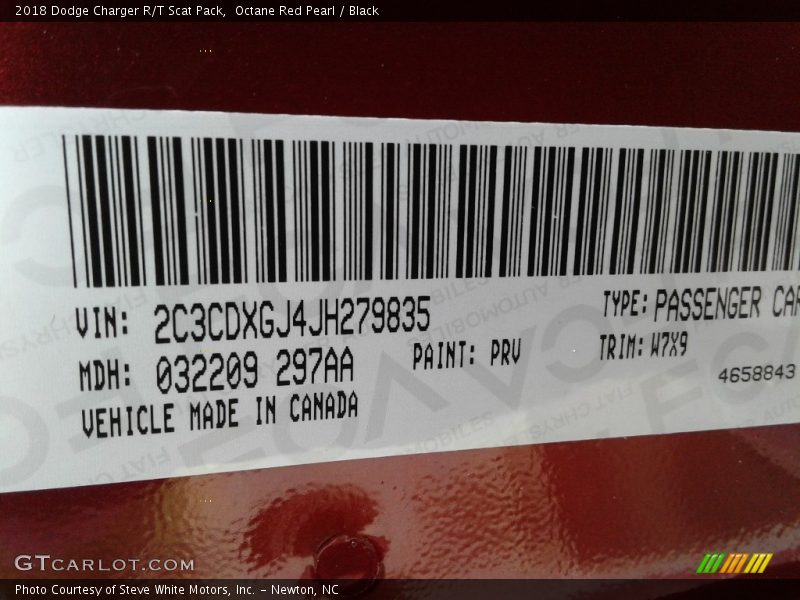 2018 Dodge Charger R/T Scat Pack, Octane Red Pearl / Black
VIN: 2C3CDXGJ4JH279835
TYPE: PASSENGER CAR
MDH: 032209 297AA
PAINT: PRV
TRIM: W7X9
VEHICLE MADE IN CANADA
4658843
GTCARLOT.COM
Photo Courtesy of Steve White Motors, Inc. – Newton, NC